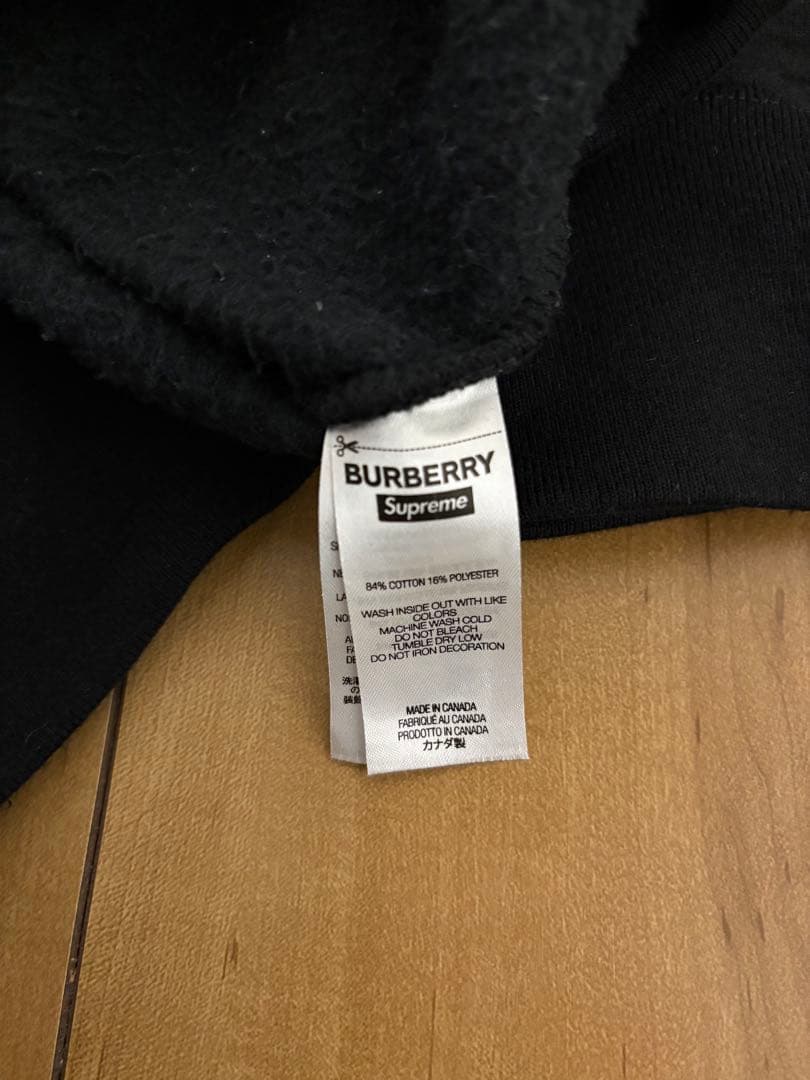 BURBERRY
Supreme
84% COTTON 16% POLYESTER
WASH INSIDE OUT WITH LIKE
COLORS
MACHINE WASH COLD
DO NOT BLEACH
TUMBLE DRY LOW
DO NOT IRON DECORATION
MADE IN CANADA
FABRIQUÉ AU CANADA
PRODOTTO IN CANADA
カナダ製